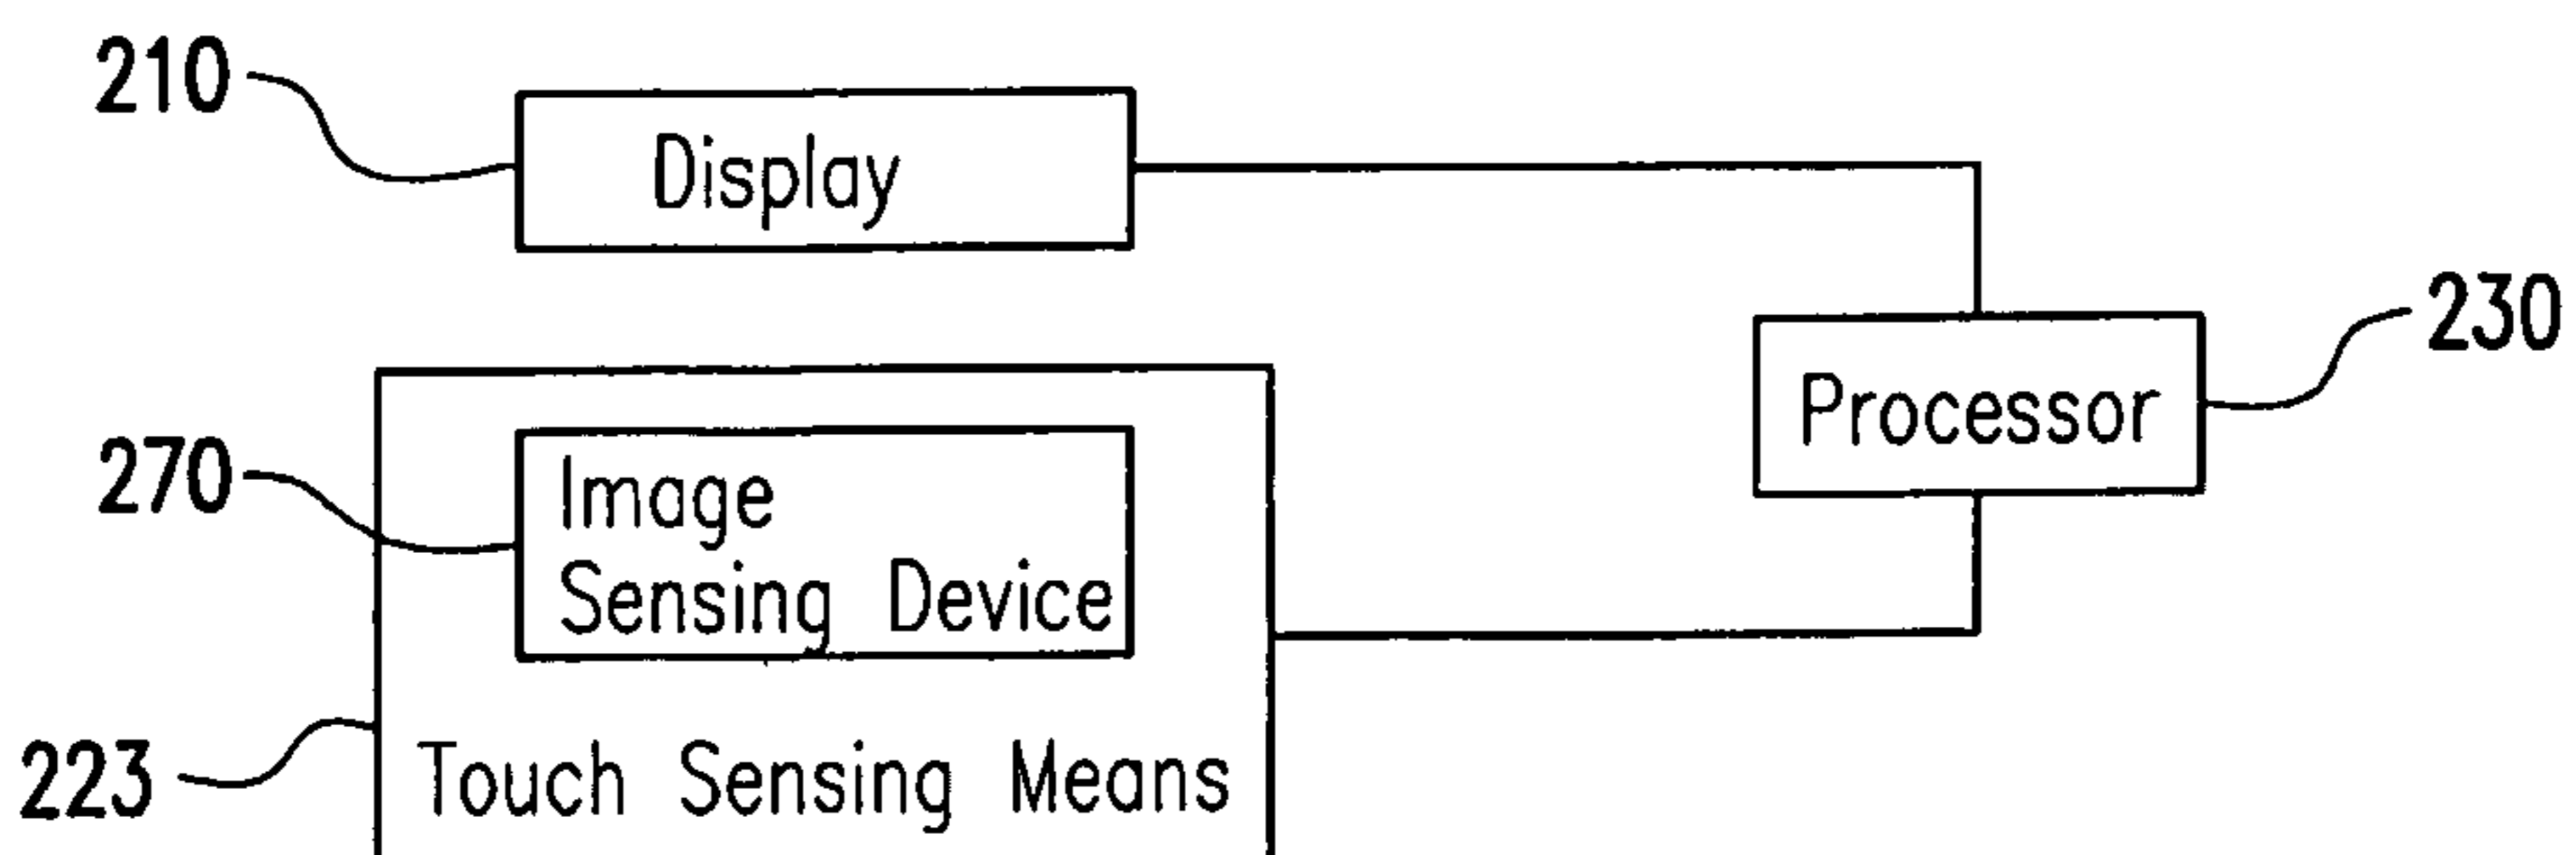 210
Display
230
Processor
270
Image
Sensing Device
223
Touch Sensing Means